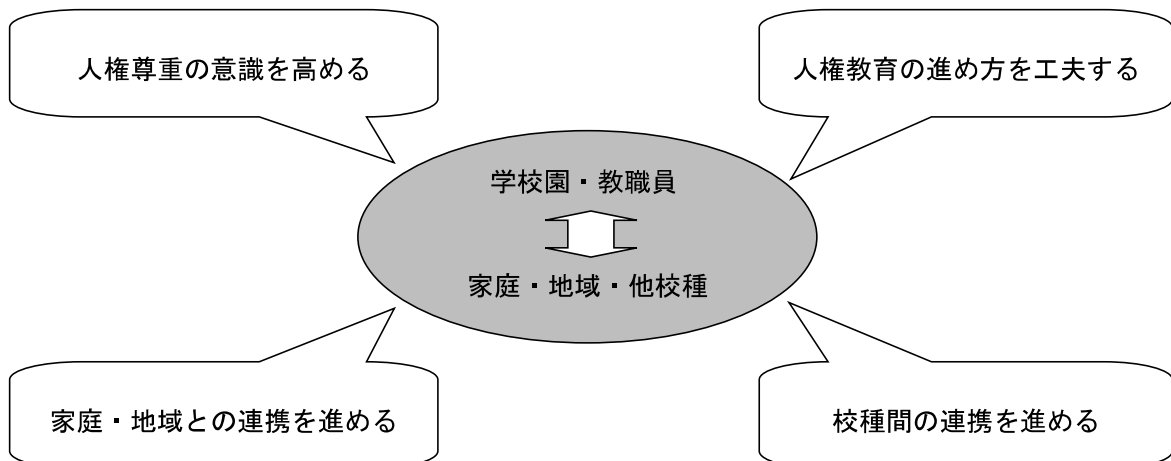 人権尊重の意識を高める
人権教育の進め方を工夫する
学校園・教職員
家庭・地域・他校種
家庭・地域との連携を進める
校種間の連携を進める